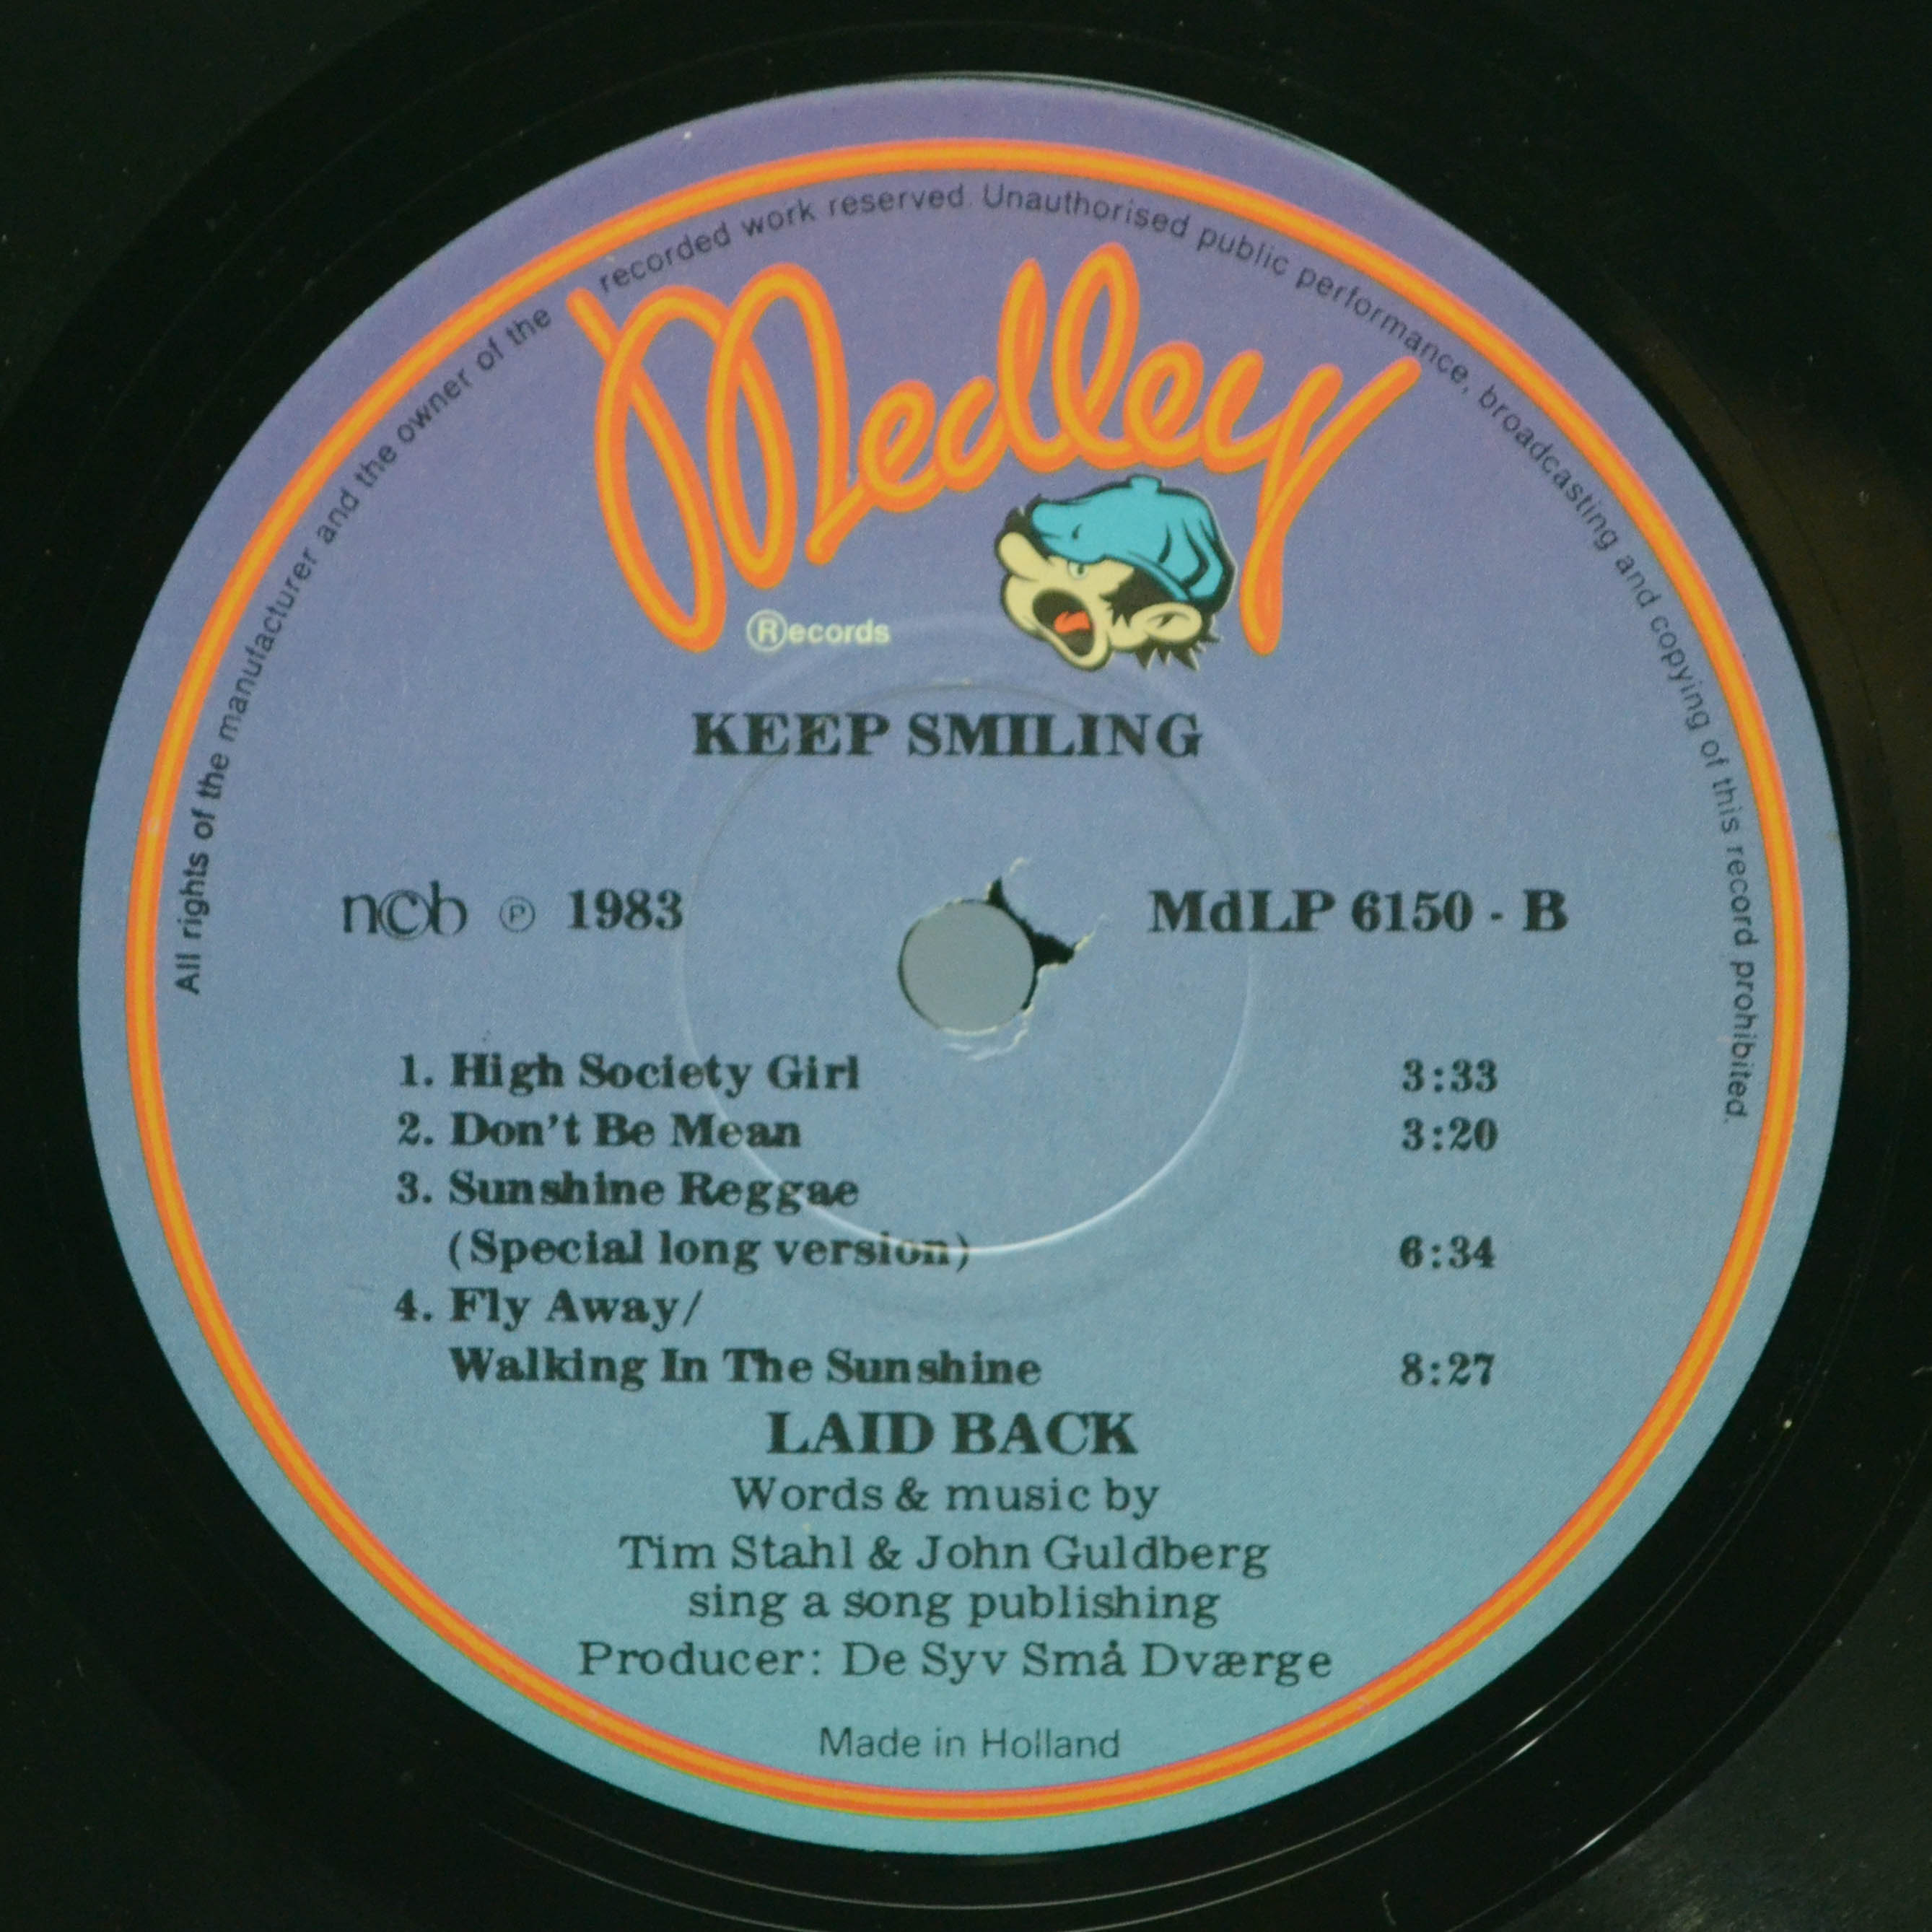 All rights of the manufacturer and the owner of the recorded work reserved. Unauthorised public performance, broadcasting and copying of this record prohibited.
Medley
Records
KEEP SMILING
ncb ℗ 1983
MdLP 6150 - B
1. High Society Girl 3:33
2. Don't Be Mean 3:20
3. Sunshine Reggae
(Special long version) 6:34
4. Fly Away/
Walking In The Sunshine 8:27
LAID BACK
Words & music by
Tim Stahl & John Guldberg
sing a song publishing
Producer: De Syv Små Dværge
Made in Holland